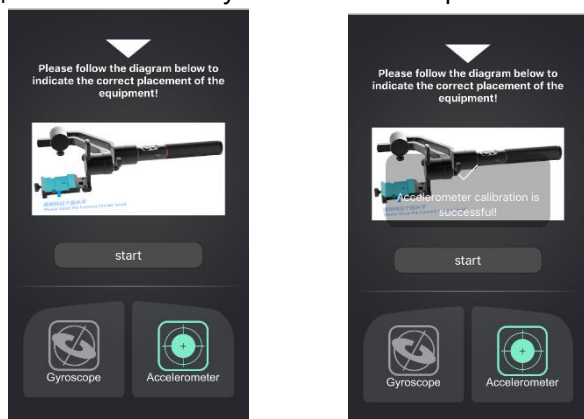 Please follow the diagram below to
indicate the correct placement of the
equipment!
Please keep the Camera Holder Level
start
Gyroscope
Accelerometer
Please follow the diagram below to
indicate the correct placement of the
equipment!
Accelerometer calibration is
successful!
start
Gyroscope
Accelerometer